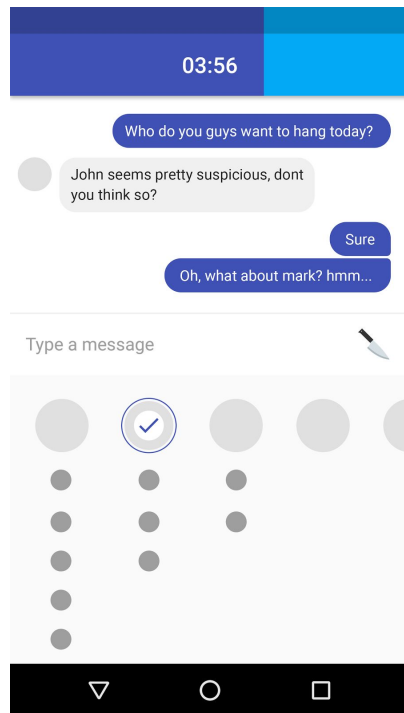 03:56
Who do you guys want to hang today?
John seems pretty suspicious, dont
you think so?
Sure
Oh, what about mark? hmm...
Type a message